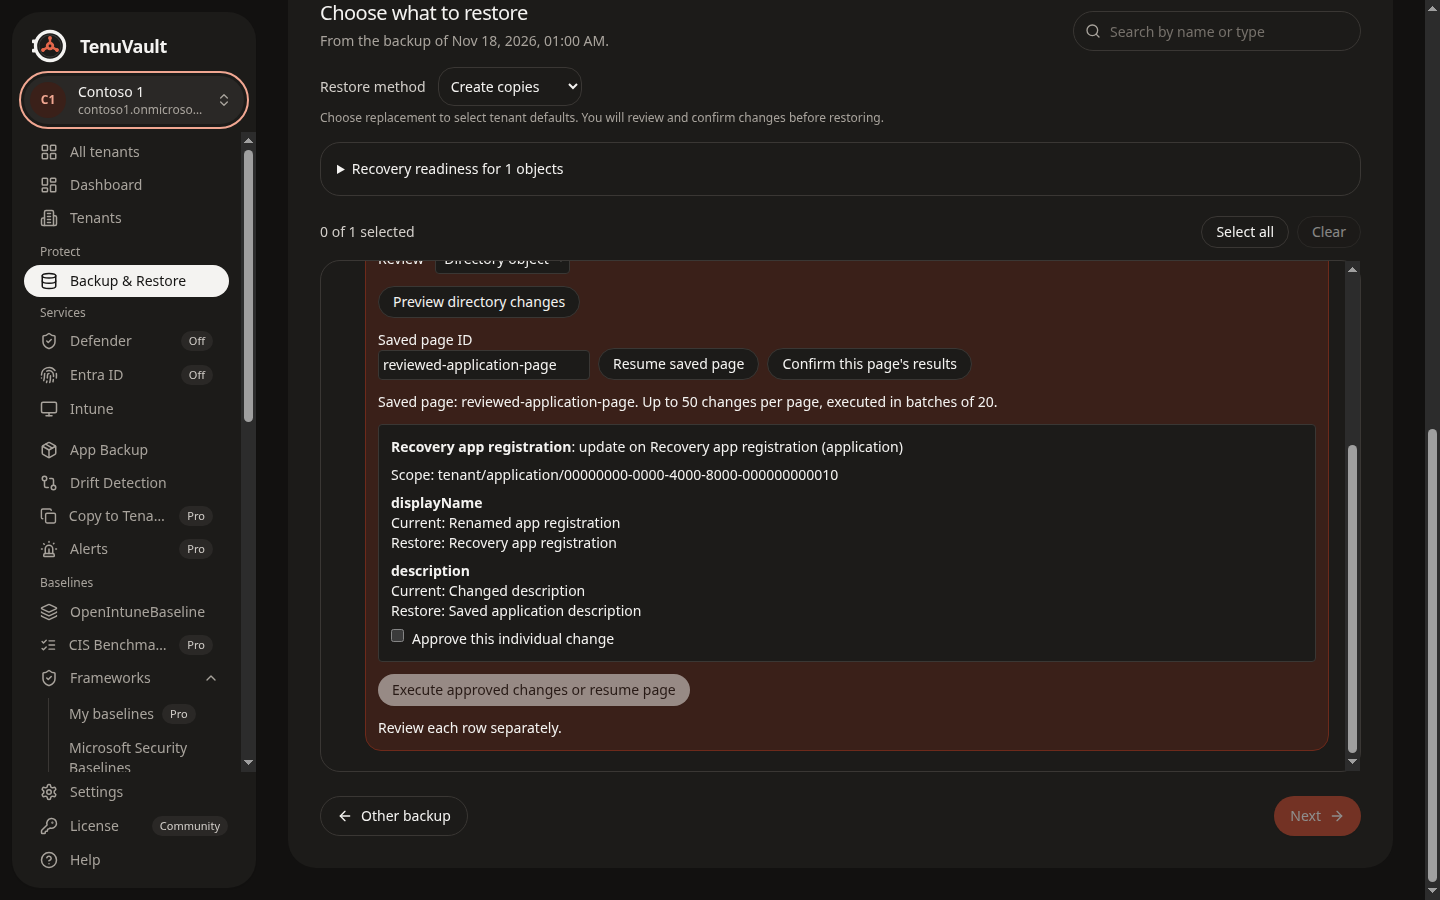 TenuVault
C1
Contoso 1
contoso1.onmicroso...
All tenants
Dashboard
Tenants
Protect
Backup & Restore
Services
Defender
Off
Entra ID
Off
Intune
App Backup
Drift Detection
Copy to Tena...
Pro
Alerts
Pro
Baselines
OpenIntuneBaseline
CIS Benchma...
Pro
Frameworks
My baselines
Pro
Microsoft Security
Baselines
Settings
License
Community
Help
Choose what to restore
From the backup of Nov 18, 2026, 01:00 AM.
Search by name or type
Restore method
Create copies
Choose replacement to select tenant defaults. You will review and confirm changes before restoring.
Recovery readiness for 1 objects
0 of 1 selected
Select all
Clear
Review
Directory object
Preview directory changes
Saved page ID
reviewed-application-page
Resume saved page
Confirm this page's results
Saved page: reviewed-application-page. Up to 50 changes per page, executed in batches of 20.
Recovery app registration: update on Recovery app registration (application)
Scope: tenant/application/00000000-0000-4000-8000-000000000010
displayName
Current: Renamed app registration
Restore: Recovery app registration
description
Current: Changed description
Restore: Saved application description
Approve this individual change
Execute approved changes or resume page
Review each row separately.
Other backup
Next